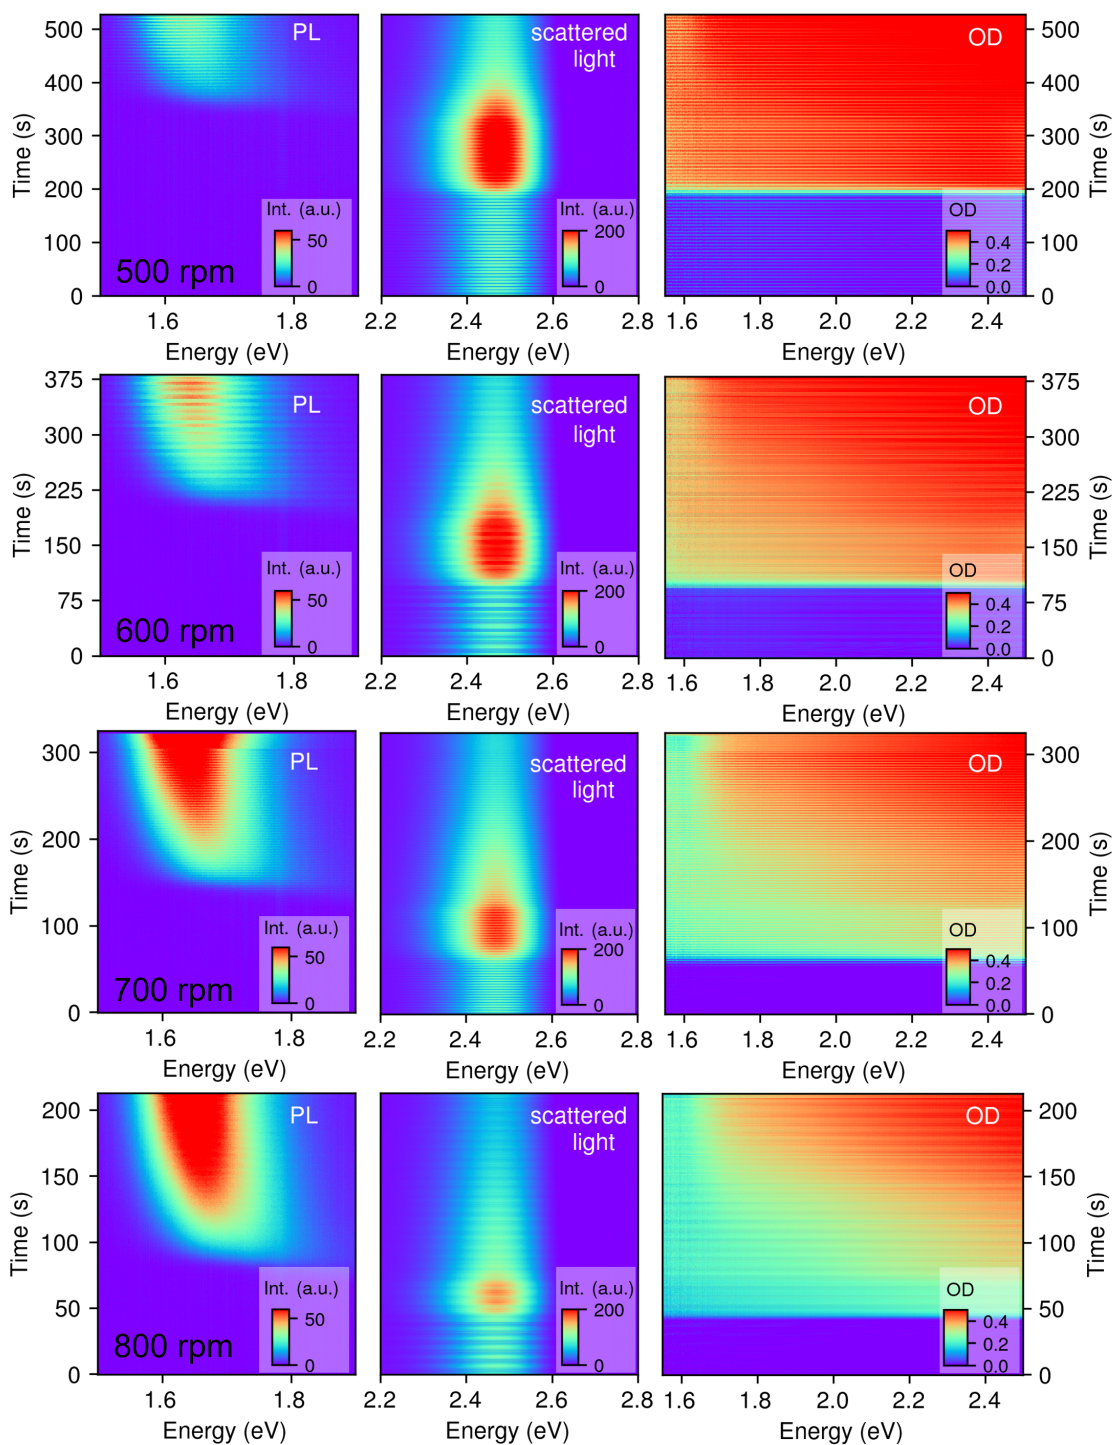 500
400
300
200
100
0
Time (s)
PL
Int. (a.u.)
50
0
500 rpm
1.6
1.8
Energy (eV)
scattered
light
Int. (a.u.)
200
0
2.2
2.4
2.6
2.8
Energy (eV)
OD
OD
0.4
0.2
0.0
1.6
1.8
2.0
2.2
2.4
Energy (eV)
500
400
300
200
100
0
Time (s)
375
300
225
150
75
0
Time (s)
PL
Int. (a.u.)
50
0
600 rpm
1.6
1.8
Energy (eV)
scattered
light
Int. (a.u.)
200
0
2.2
2.4
2.6
2.8
Energy (eV)
OD
OD
0.4
0.2
0.0
1.6
1.8
2.0
2.2
2.4
Energy (eV)
375
300
225
150
75
0
Time (s)
300
200
100
0
Time (s)
PL
Int. (a.u.)
50
0
700 rpm
1.6
1.8
Energy (eV)
scattered
light
Int. (a.u.)
200
0
2.2
2.4
2.6
2.8
Energy (eV)
OD
OD
0.4
0.2
0.0
1.6
1.8
2.0
2.2
2.4
Energy (eV)
300
200
100
0
Time (s)
200
150
100
50
0
Time (s)
PL
Int. (a.u.)
50
0
800 rpm
1.6
1.8
Energy (eV)
scattered
light
Int. (a.u.)
200
0
2.2
2.4
2.6
2.8
Energy (eV)
OD
OD
0.4
0.2
0.0
1.6
1.8
2.0
2.2
2.4
Energy (eV)
200
150
100
50
0
Time (s)